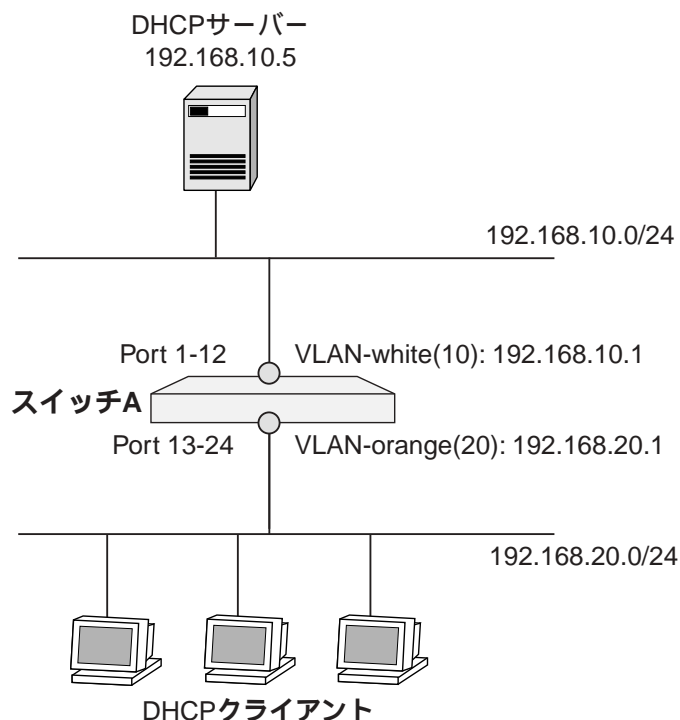 DHCPサーバー
192.168.10.5
192.168.10.0/24
Port 1-12 VLAN-white(10): 192.168.10.1
スイッチA
Port 13-24 VLAN-orange(20): 192.168.20.1
192.168.20.0/24
DHCPクライアント